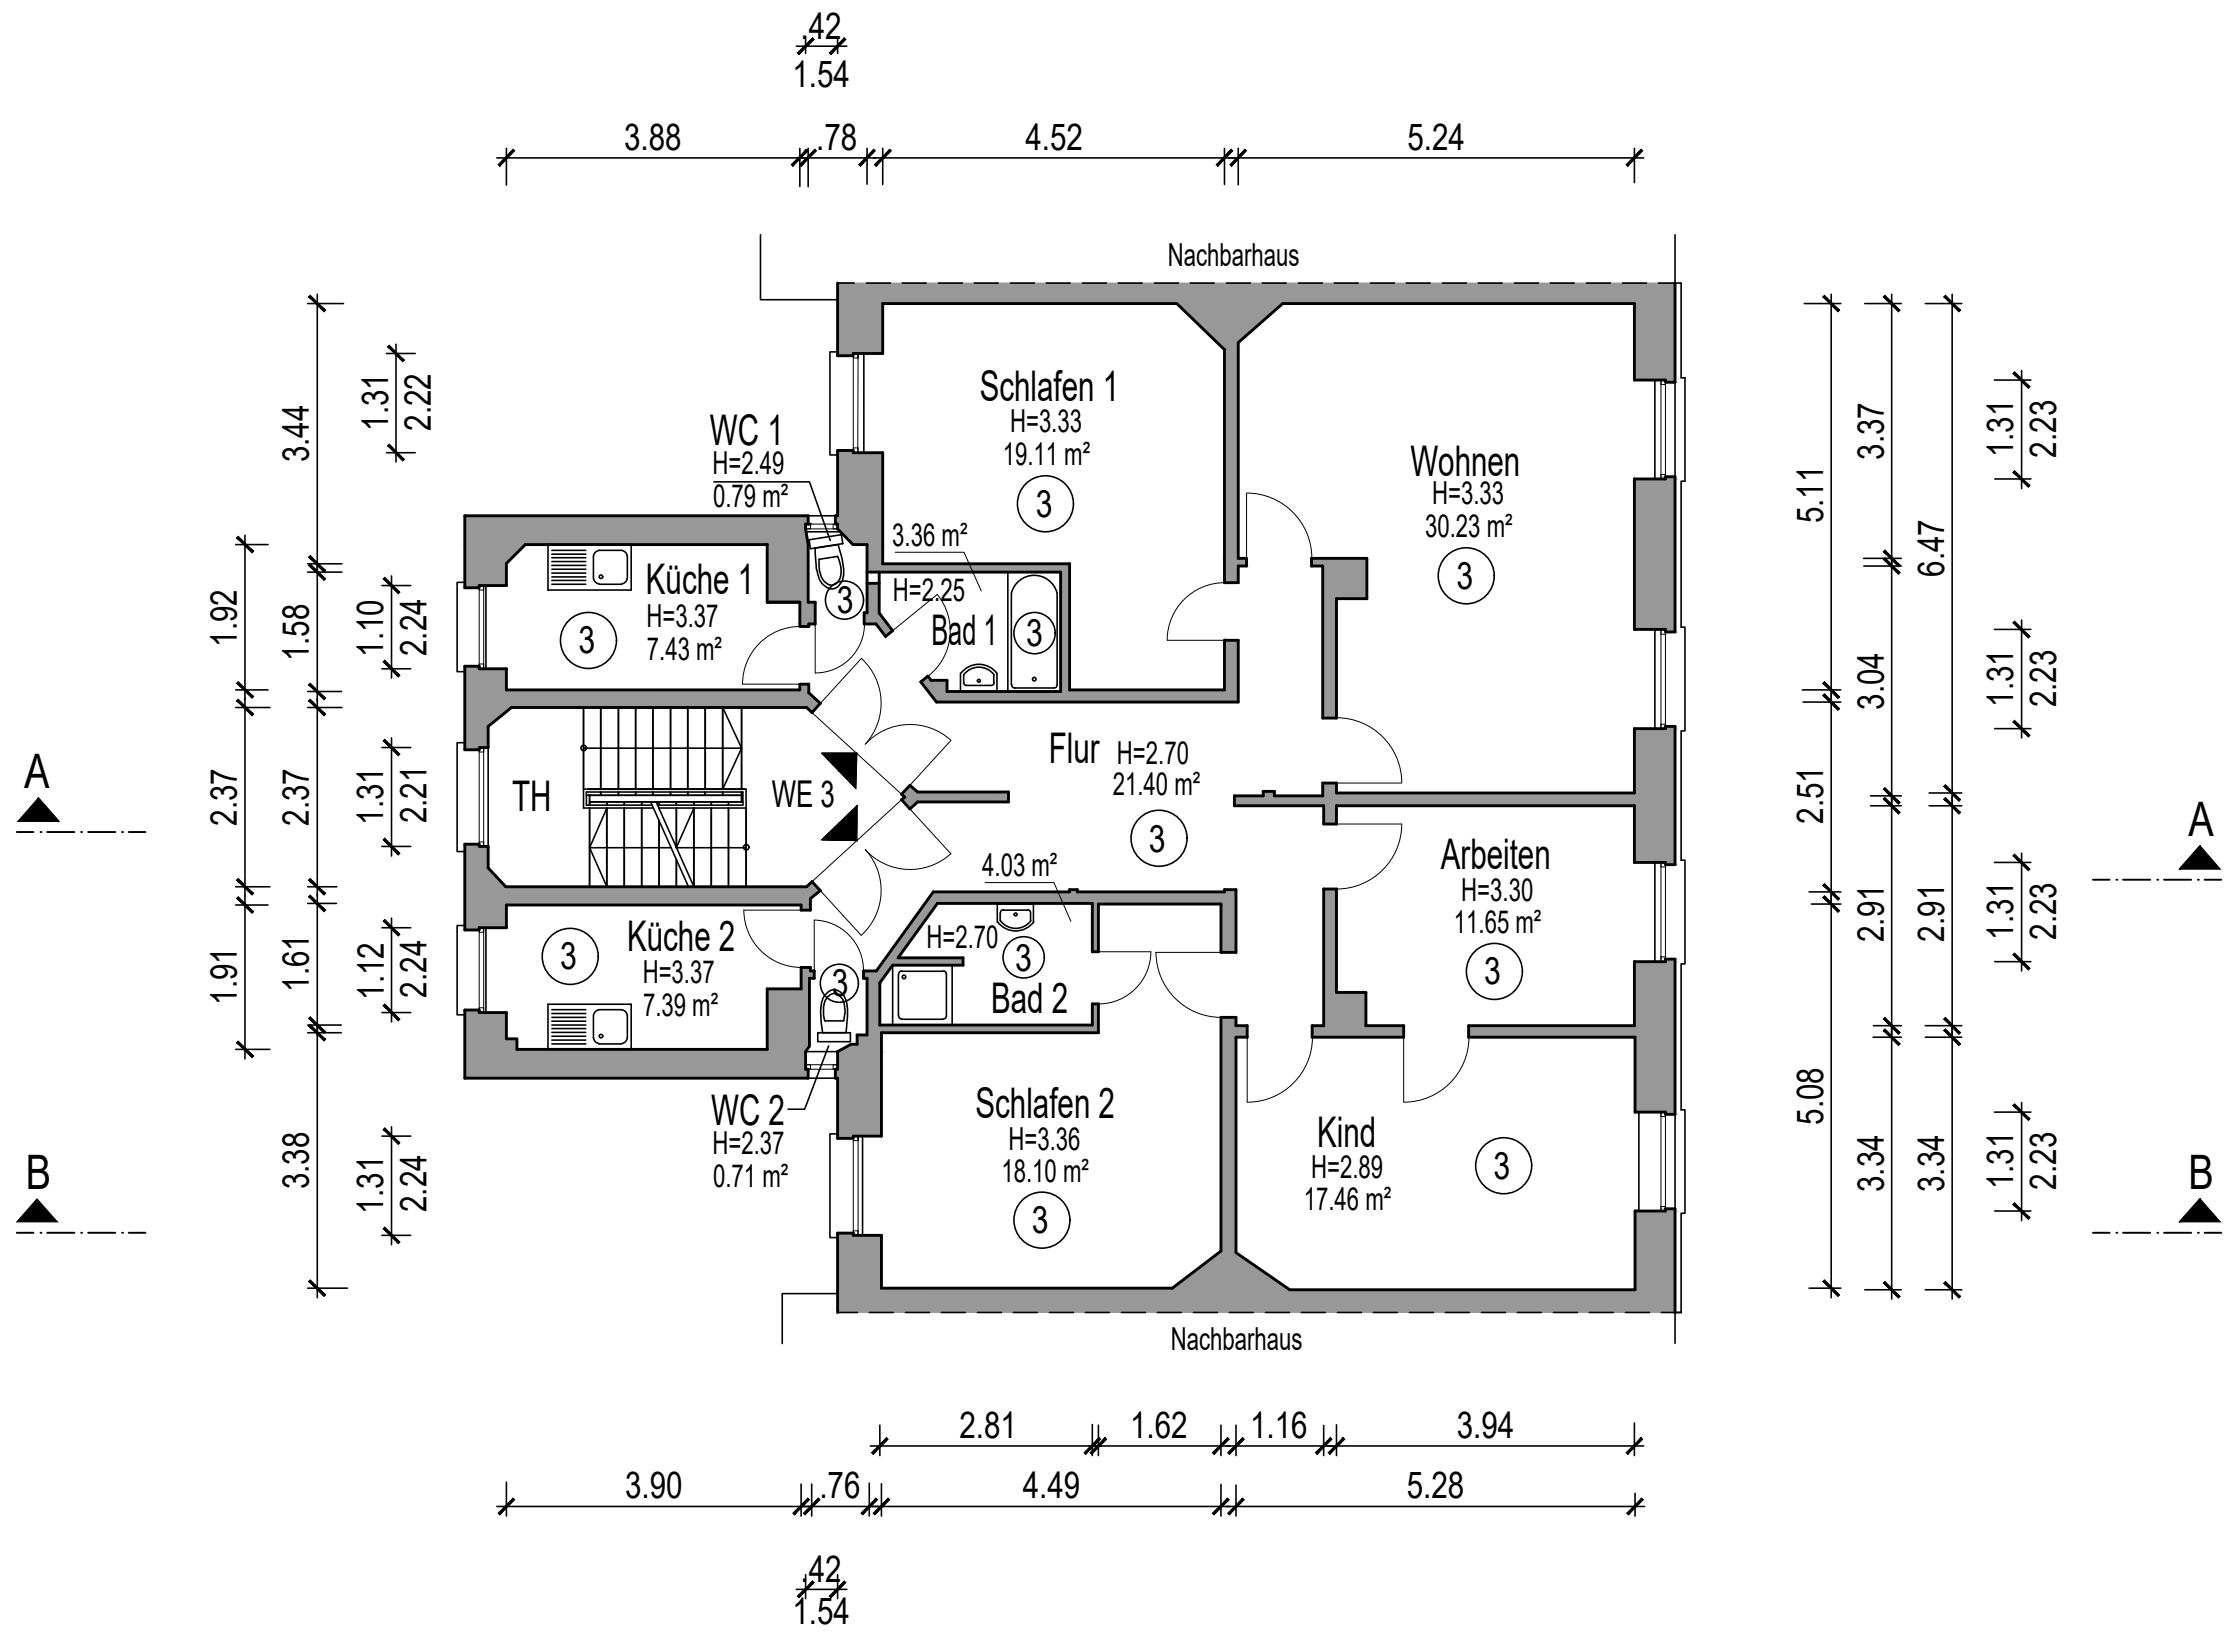 .42
1.54
3.88
.78
4.52
5.24
Nachbarhaus
3.44
1.92
1.58
2.37
2.37
1.91
1.61
3.38
1.31
2.22
1.10
2.24
1.31
2.21
1.12
2.24
1.31
2.24
A
B
WC 1
H=2.49
0.79 m²
Schlafen 1
H=3.33
19.11 m²
3
Wohnen
H=3.33
30.23 m²
3
Küche 1
H=3.37
7.43 m²
3
3
3.36 m²
H=2.25
Bad 1
3
TH
WE 3
Flur
H=2.70
21.40 m²
3
Arbeiten
H=3.30
11.65 m²
3
Küche 2
H=3.37
7.39 m²
3
3
4.03 m²
H=2.70
3
Bad 2
WC 2
H=2.37
0.71 m²
Schlafen 2
H=3.36
18.10 m²
3
Kind
H=2.89
17.46 m²
3
Nachbarhaus
5.11
2.51
5.08
3.37
3.04
2.91
3.34
6.47
2.91
3.34
1.31
2.23
1.31
2.23
1.31
2.23
1.31
2.23
A
B
2.81
1.62
1.16
3.94
3.90
.76
4.49
5.28
.42
1.54